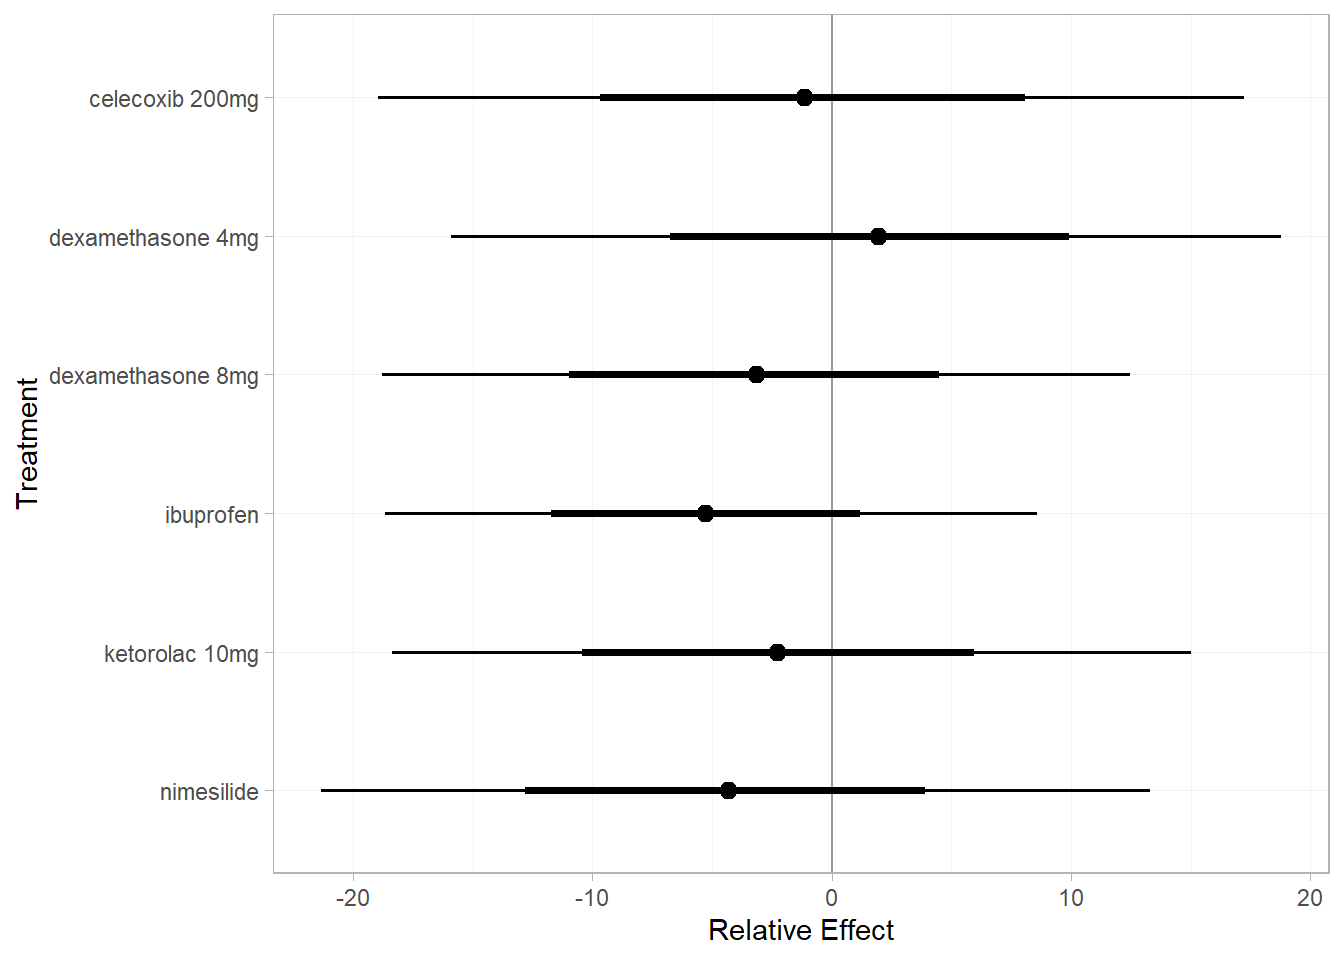 celecoxib 200mg
dexamethasone 4mg
dexamethasone 8mg
ibuprofen
ketorolac 10mg
nimesilide
Treatment
-20 -10 0 10 20
Relative Effect